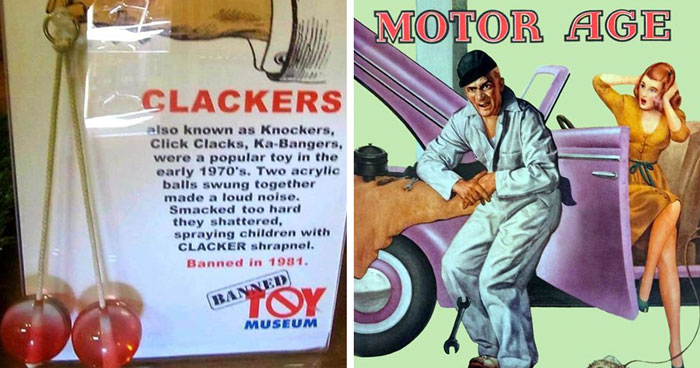 CLACKERS
also known as Knockers,
Click Clacks, Ka-Bangers,
were a popular toy in the
early 1970's. Two acrylic
balls swung together
made a loud noise.
Smacked too hard
they shattered,
spraying children with
CLACKER shrapnel.
Banned in 1981.
BANNED
TOY
MUSEUM
MOTOR AGE